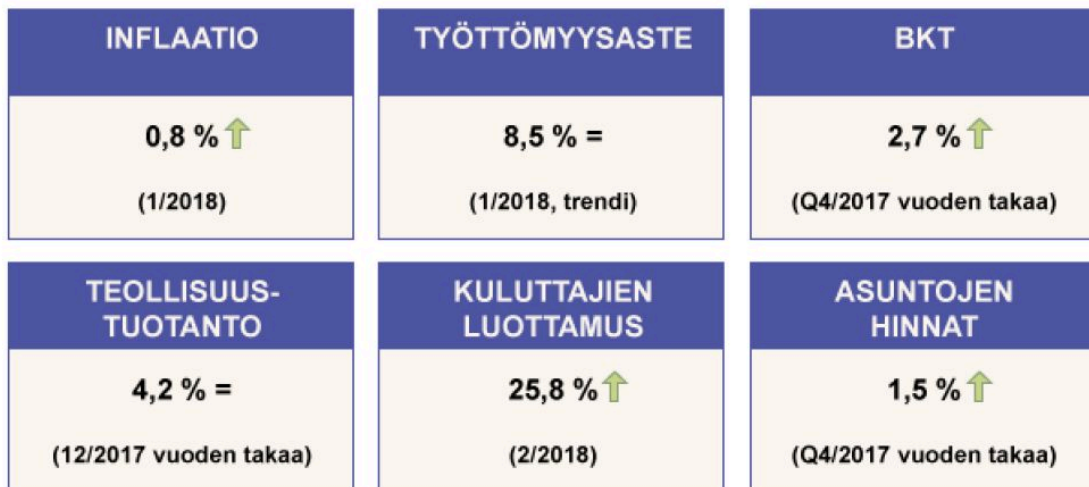 INFLAATIO
0,8 %
(1/2018)
TYÖTTÖMYYSASTE
8,5 % =
(1/2018, trendi)
BKT
2,7 %
(Q4/2017 vuoden takaa)
TEOLLISUUS-
TUOTANTO
4,2 % =
(12/2017 vuoden takaa)
KULUTTAJIEN
LUOTTAMUS
25,8 %
(2/2018)
ASUNTOJEN
HINNAT
1,5 %
(Q4/2017 vuoden takaa)